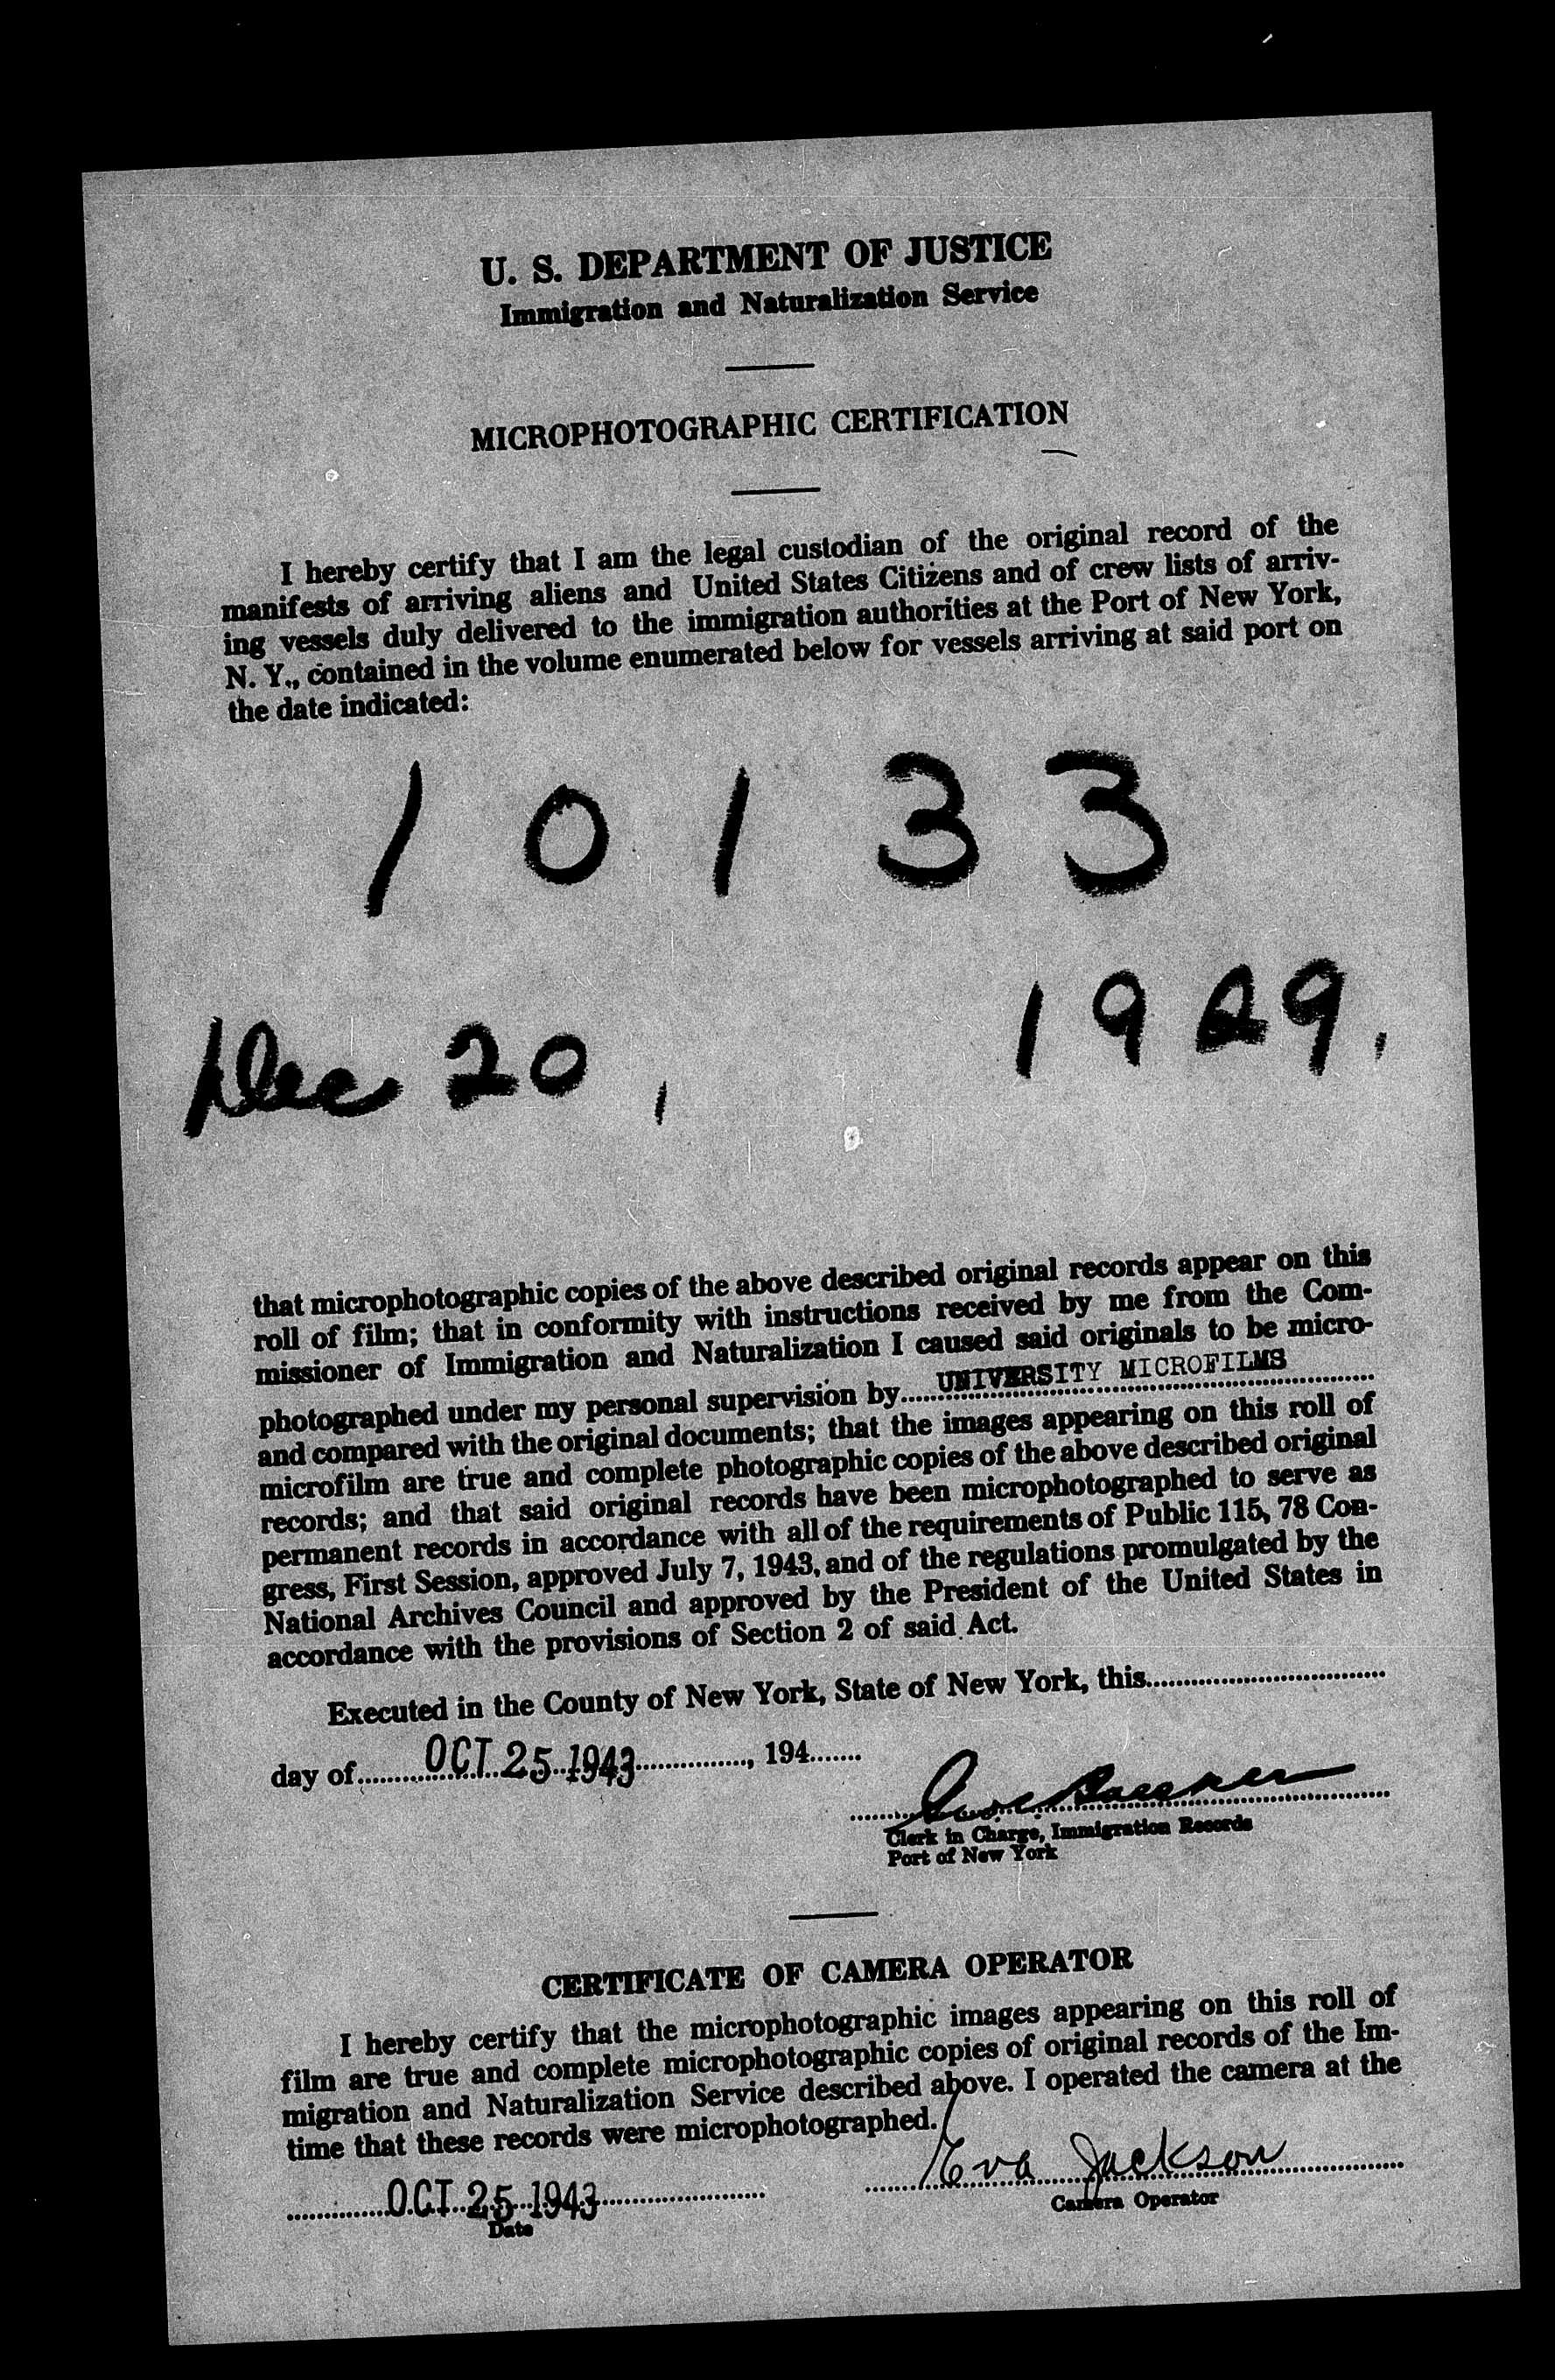 U. S. DEPARTMENT OF JUSTICE
Immigration and Naturalization Service
MICROPHOTOGRAPHIC CERTIFICATION
I hereby certify that I am the legal custodian of the original record of the
manifests of arriving aliens and United States Citizens and of crew lists of arriv-
ing vessels duly delivered to the immigration authorities at the Port of New York,
N. Y., contained in the volume enumerated below for vessels arriving at said port on
the date indicated:
10133
Dec 20, 1929,
that microphotographic copies of the above described original records appear on this
roll of film; that in conformity with instructions received by me from the Com-
missioner of Immigration and Naturalization I caused said originals to be micro-
photographed under my personal supervision by.....UNIVERSITY MICROFILMS
and compared with the original documents; that the images appearing on this roll of
microfilm are true and complete photographic copies of the above described original
records; and that said original records have been microphotographed to serve as
permanent records in accordance with all of the requirements of Public 115, 78 Con-
gress, First Session, approved July 7, 1943, and of the regulations promulgated by the
National Archives Council and approved by the President of the United States in
accordance with the provisions of Section 2 of said Act.
Executed in the County of New York, State of New York, this........
day of........OCT 25 1943........, 194.......
Clerk in Charge, Immigration Records
Port of New York
CERTIFICATE OF CAMERA OPERATOR
I hereby certify that the microphotographic images appearing on this roll of
film are true and complete microphotographic copies of original records of the Im-
migration and Naturalization Service described above. I operated the camera at the
time that these records were microphotographed.
Eva Jackson
OCT 25 1943
Camera Operator
Date